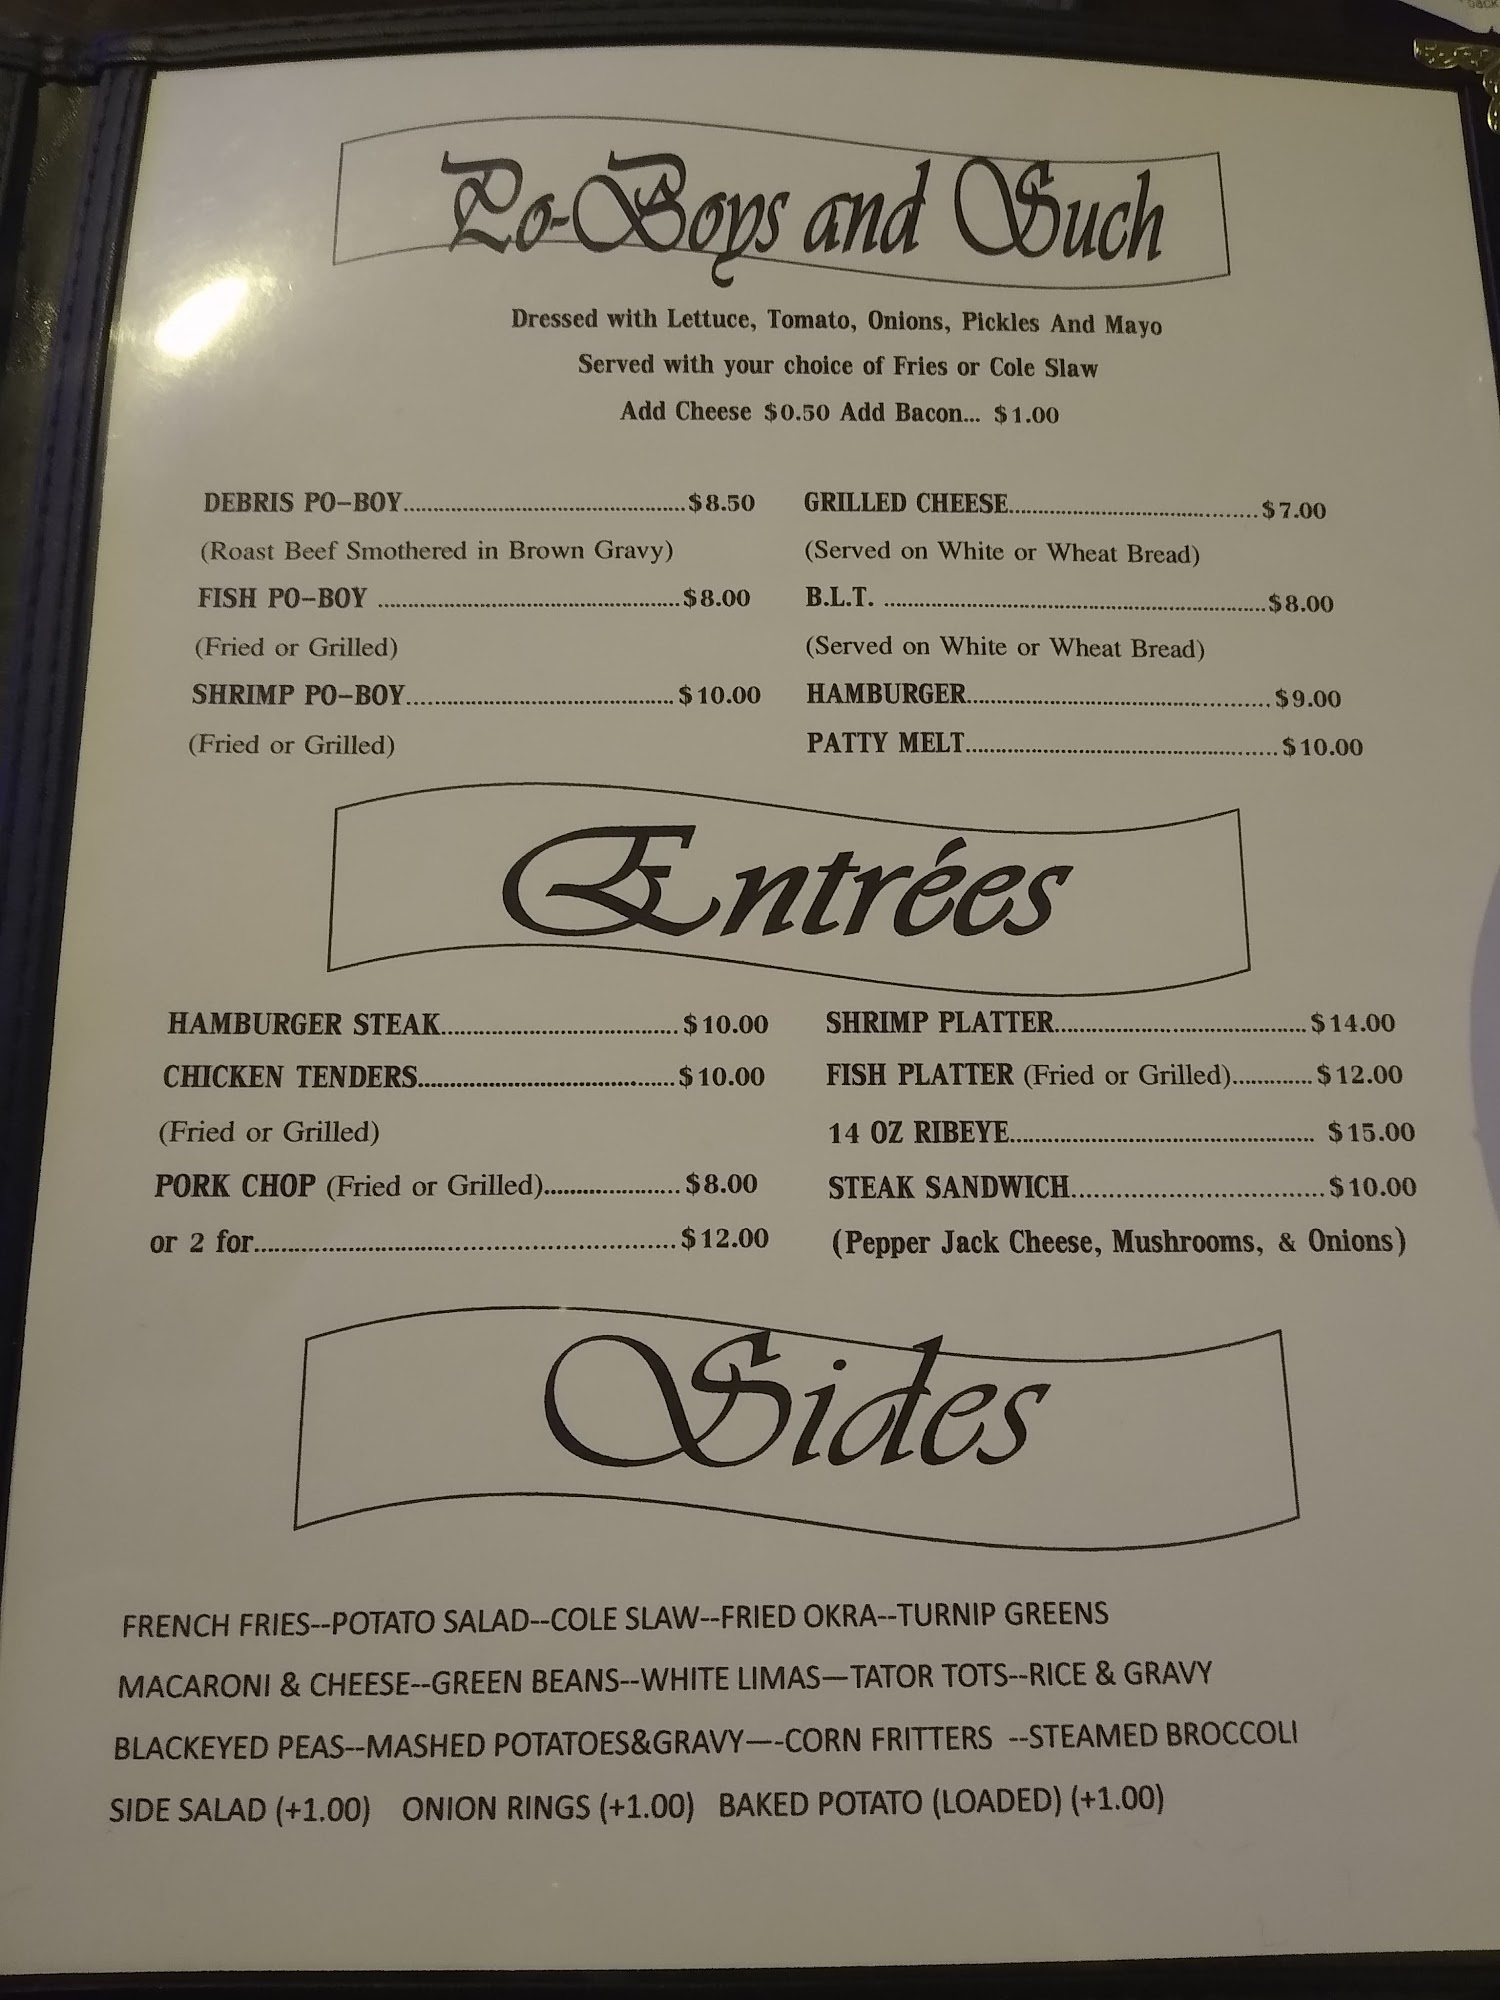 Po-Boys and Such
Dressed with Lettuce, Tomato, Onions, Pickles And Mayo
Served with your choice of Fries or Cole Slaw
Add Cheese $0.50 Add Bacon... $1.00
DEBRIS PO-BOY........................................$8.50
(Roast Beef Smothered in Brown Gravy)
FISH PO-BOY ...........................................$8.00
(Fried or Grilled)
SHRIMP PO-BOY......................................$10.00
(Fried or Grilled)
GRILLED CHEESE....................................$7.00
(Served on White or Wheat Bread)
B.L.T. ......................................................$8.00
(Served on White or Wheat Bread)
HAMBURGER...........................................$9.00
PATTY MELT............................................$10.00
Entrées
HAMBURGER STEAK..................................$10.00
CHICKEN TENDERS.....................................$10.00
(Fried or Grilled)
PORK CHOP (Fried or Grilled)....................$8.00
or 2 for............................................................$12.00
SHRIMP PLATTER....................................$14.00
FISH PLATTER (Fried or Grilled).............$12.00
14 OZ RIBEYE........................................... $15.00
STEAK SANDWICH....................................$10.00
(Pepper Jack Cheese, Mushrooms, & Onions)
Sides
FRENCH FRIES--POTATO SALAD--COLE SLAW--FRIED OKRA--TURNIP GREENS
MACARONI & CHEESE--GREEN BEANS--WHITE LIMAS—TATOR TOTS--RICE & GRAVY
BLACKEYED PEAS--MASHED POTATOES&GRAVY—-CORN FRITTERS --STEAMED BROCCOLI
SIDE SALAD (+1.00) ONION RINGS (+1.00) BAKED POTATO (LOADED) (+1.00)